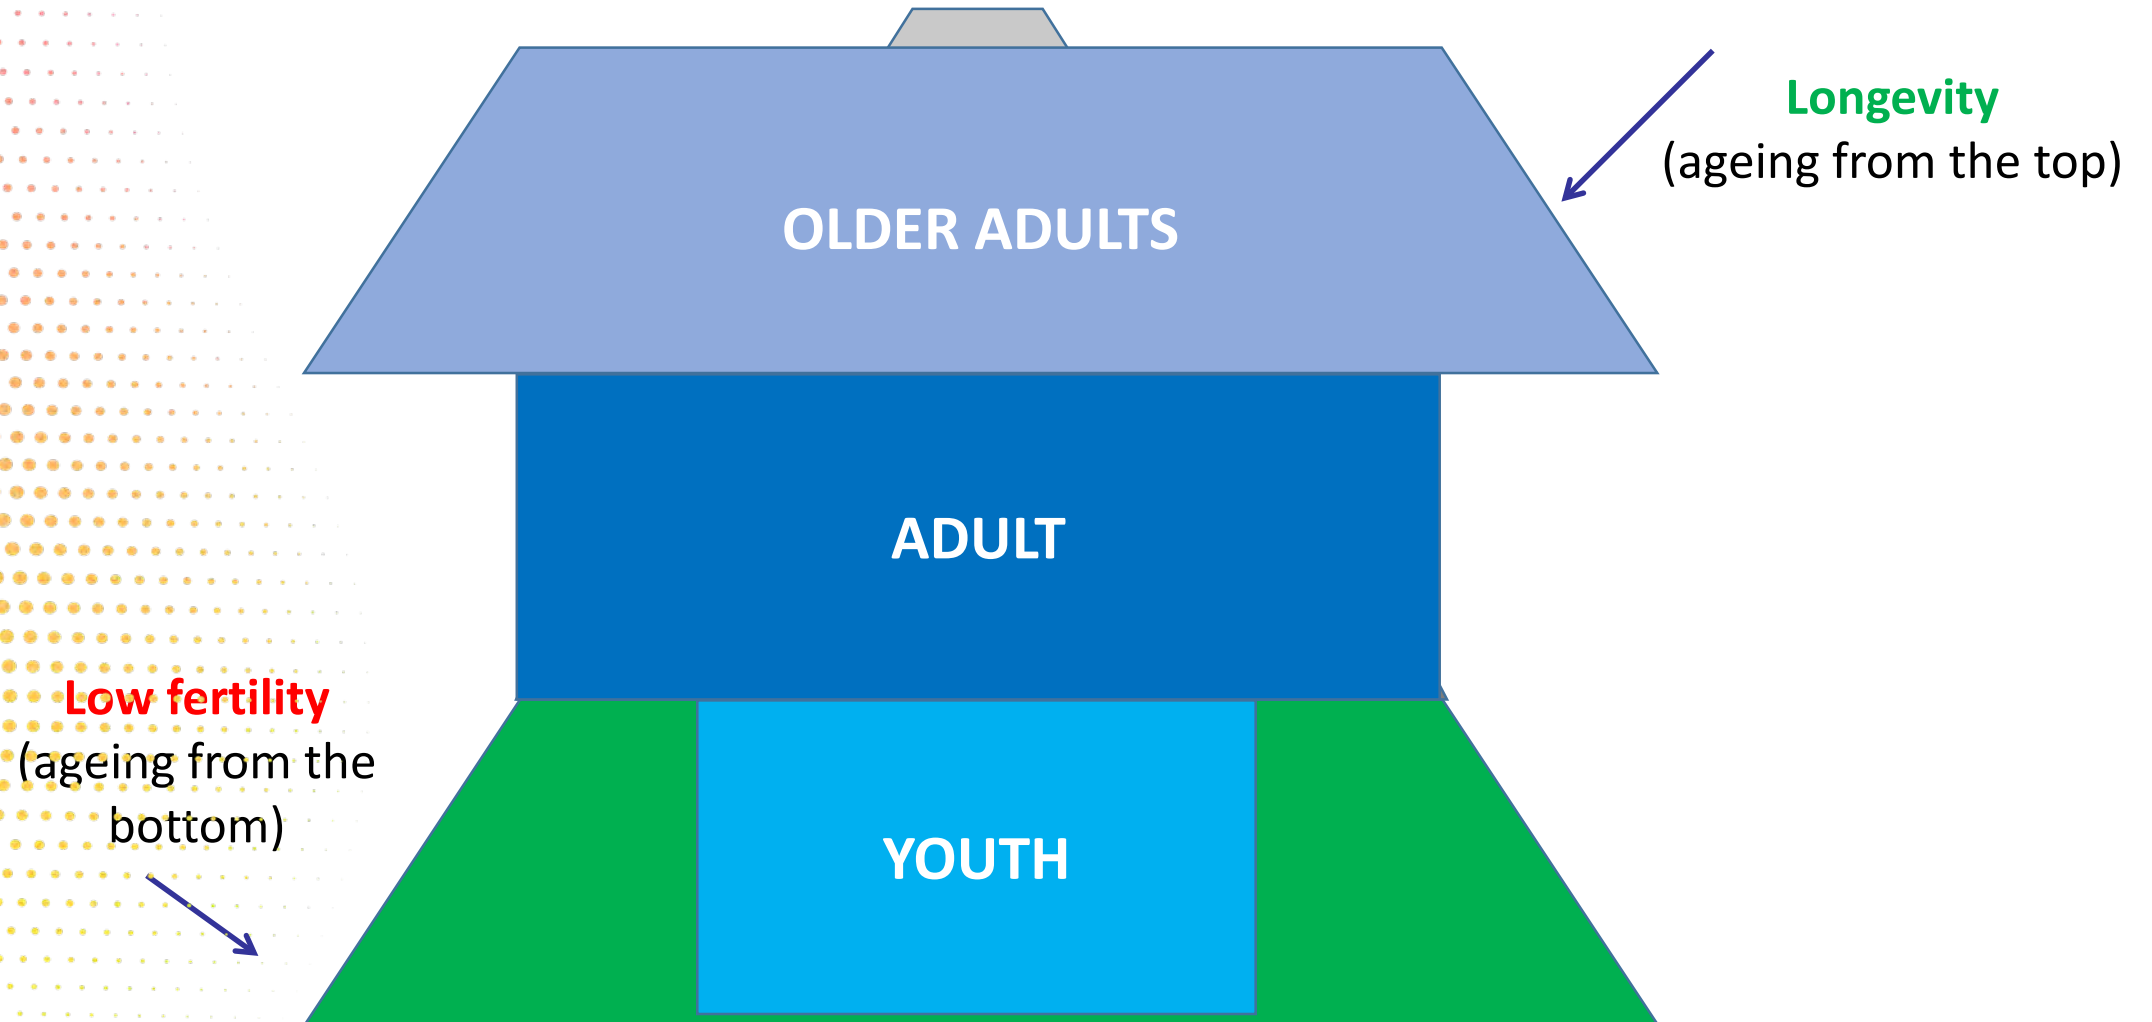 Longevity
(ageing from the top)
OLDER ADULTS
ADULT
Low fertility
(ageing from the
bottom)
YOUTH